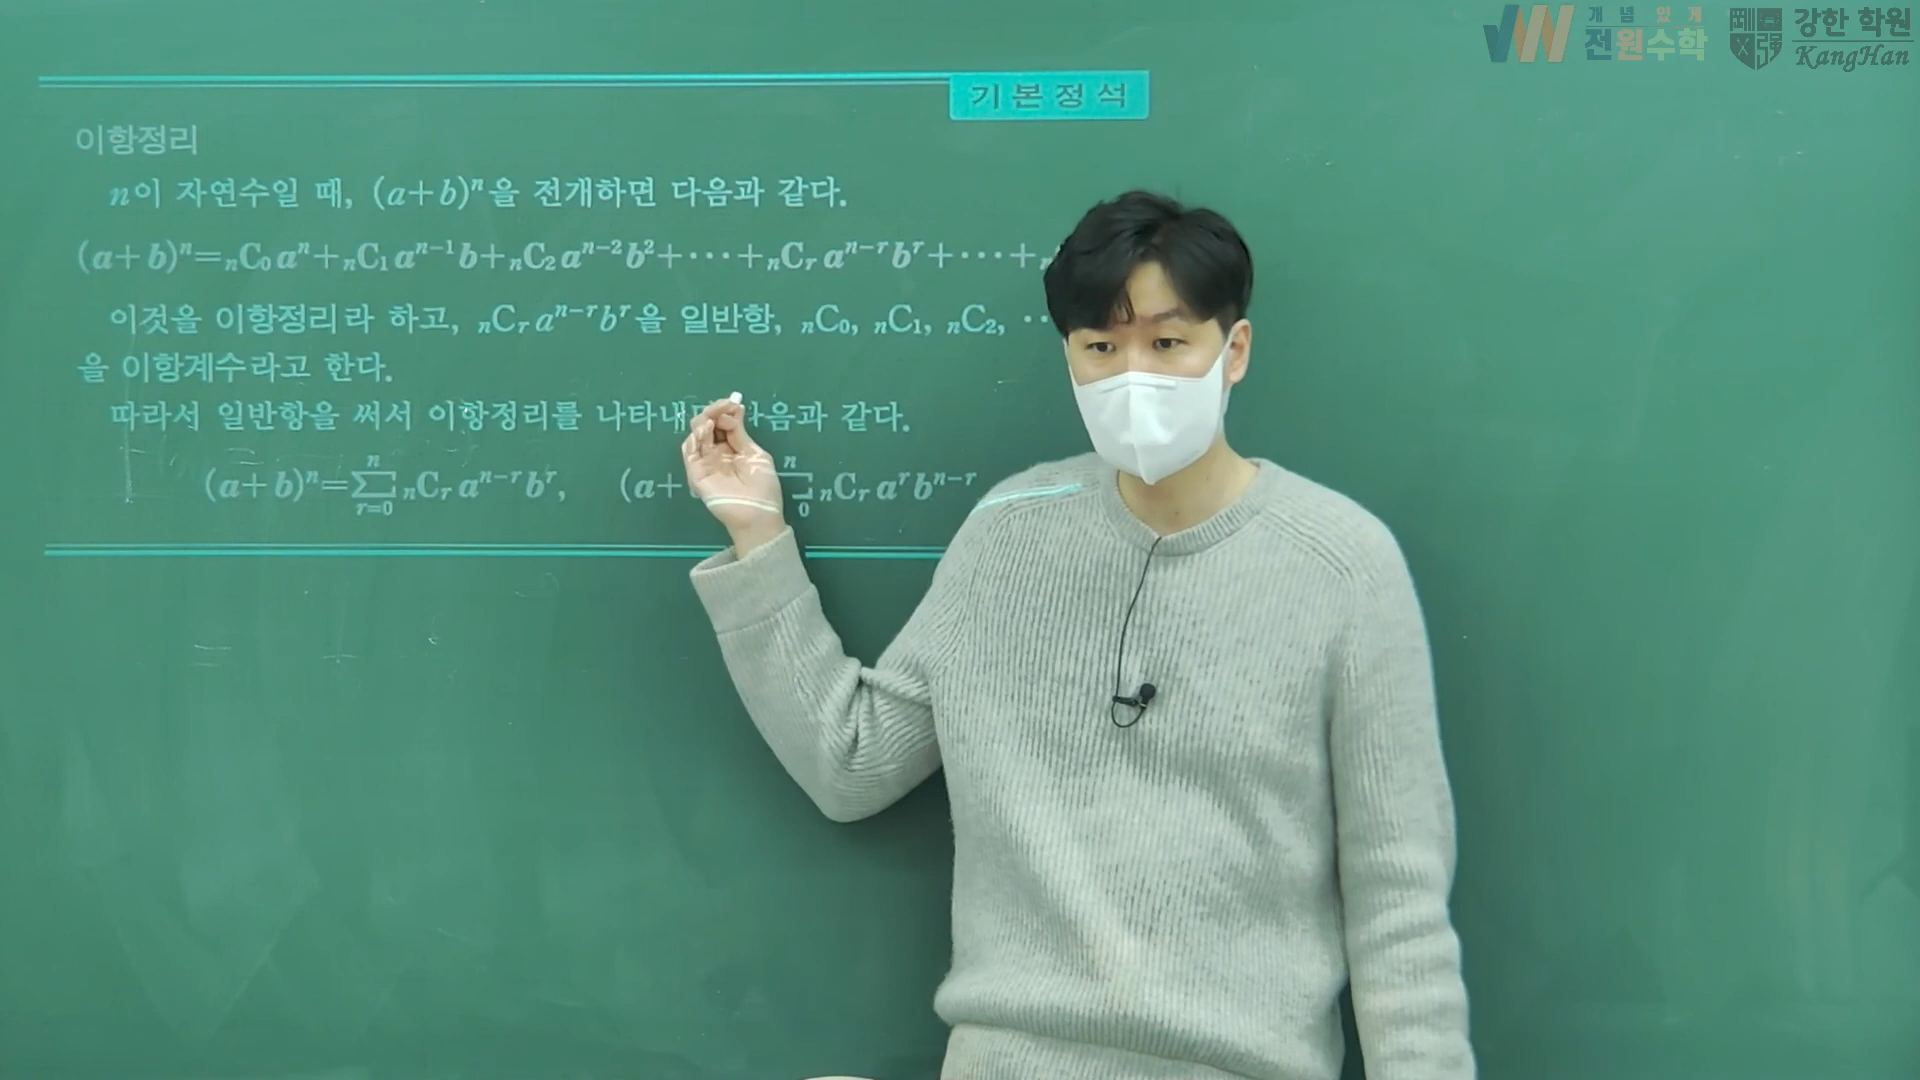 개념있게
전원수학
강한 학원
KangHan
기본정석
이항정리
n이 자연수일 때, (a+b)ⁿ을 전개하면 다음과 같다.
(a+b)ⁿ=ₙC₀aⁿ+ₙC₁aⁿ⁻¹b+ₙC₂aⁿ⁻²b²+⋯+ₙCᵣaⁿ⁻ʳbʳ+⋯+
이것을 이항정리라 하고, ₙCᵣaⁿ⁻ʳbʳ을 일반항, ₙC₀, ₙC₁, ₙC₂, ⋯
을 이항계수라고 한다.
따라서 일반항을 써서 이항정리를 나타내 다음과 같다.
(a+b)ⁿ=∑ⁿᵣ₌₀ ₙCᵣaⁿ⁻ʳbʳ, (a+ ∑ⁿ₀ ₙCᵣaʳbⁿ⁻ʳ